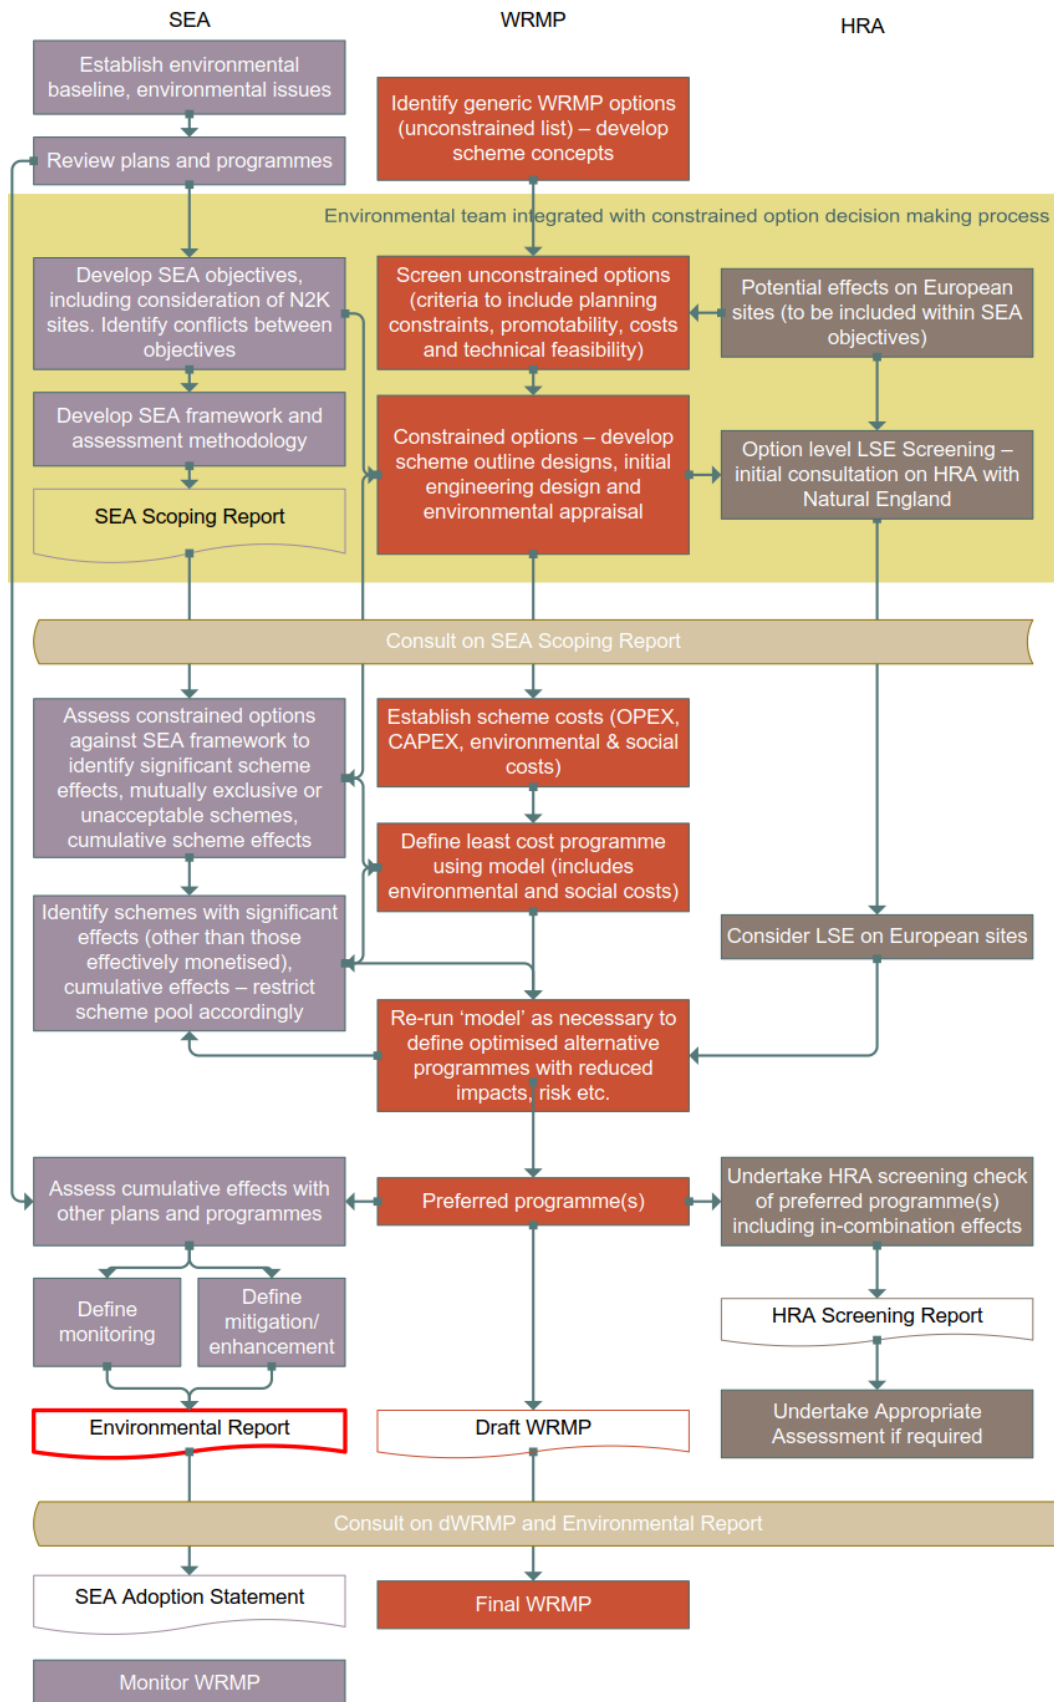 SEA
WRMP
HRA
Establish environmental
baseline, environmental issues
Identify generic WRMP options
(unconstrained list) – develop
scheme concepts
Review plans and programmes
Environmental team integrated with constrained option decision making process
Develop SEA objectives,
including consideration of N2K
sites. Identify conflicts between
objectives
Screen unconstrained options
(criteria to include planning
constraints, promotability, costs
and technical feasibility)
Potential effects on European
sites (to be included within SEA
objectives)
Develop SEA framework and
assessment methodology
Constrained options – develop
scheme outline designs, initial
engineering design and
environmental appraisal
Option level LSE Screening –
initial consultation on HRA with
Natural England
SEA Scoping Report
Consult on SEA Scoping Report
Assess constrained options
against SEA framework to
identify significant scheme
effects, mutually exclusive or
unacceptable schemes,
cumulative scheme effects
Establish scheme costs (OPEX,
CAPEX, environmental & social
costs)
Define least cost programme
using model (includes
environmental and social costs)
Identify schemes with significant
effects (other than those
effectively monetised),
cumulative effects – restrict
scheme pool accordingly
Consider LSE on European sites
Re-run ‘model’ as necessary to
define optimised alternative
programmes with reduced
impacts, risk etc.
Assess cumulative effects with
other plans and programmes
Preferred programme(s)
Undertake HRA screening check
of preferred programme(s)
including in-combination effects
Define
monitoring
Define
mitigation/
enhancement
HRA Screening Report
Environmental Report
Draft WRMP
Undertake Appropriate
Assessment if required
Consult on dWRMP and Environmental Report
SEA Adoption Statement
Final WRMP
Monitor WRMP